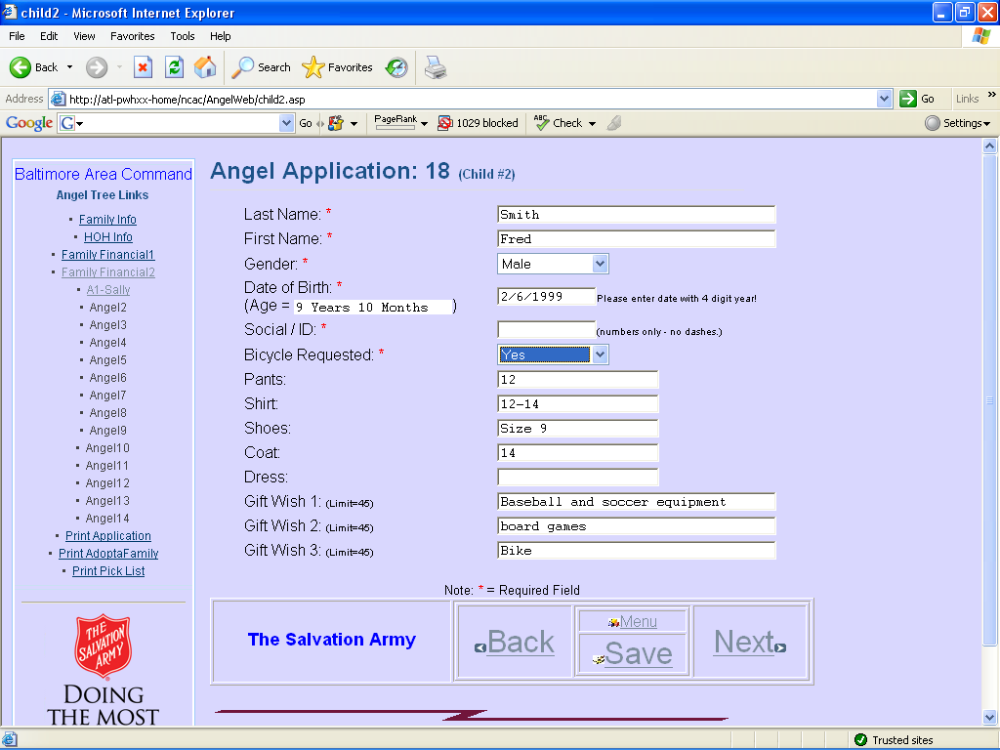 child2 - Microsoft Internet Explorer
File Edit View Favorites Tools Help
Back Search Favorites
Address http://atl-pwhxx-home/ncac/AngelWeb/child2.asp Go Links »
Google G Go PageRank 1029 blocked ABC Check Settings
Baltimore Area Command
Angel Tree Links
Family Info
HOH Info
Family Financial1
Family Financial2
A1-Sally
Angel2
Angel3
Angel4
Angel5
Angel6
Angel7
Angel8
Angel9
Angel10
Angel11
Angel12
Angel13
Angel14
Print Application
Print AdoptaFamily
Print Pick List
THE SALVATION ARMY
DOING
THE MOST
Angel Application: 18 (Child #2)
Last Name: * Smith
First Name: * Fred
Gender: * Male
Date of Birth: * 2/6/1999 Please enter date with 4 digit year!
(Age = 9 Years 10 Months )
Social / ID: * (numbers only - no dashes.)
Bicycle Requested: * Yes
Pants: 12
Shirt: 12-14
Shoes: Size 9
Coat: 14
Dress:
Gift Wish 1: (Limit=45) Baseball and soccer equipment
Gift Wish 2: (Limit=45) board games
Gift Wish 3: (Limit=45) Bike
Note: * = Required Field
The Salvation Army Back Menu Save Next
Trusted sites